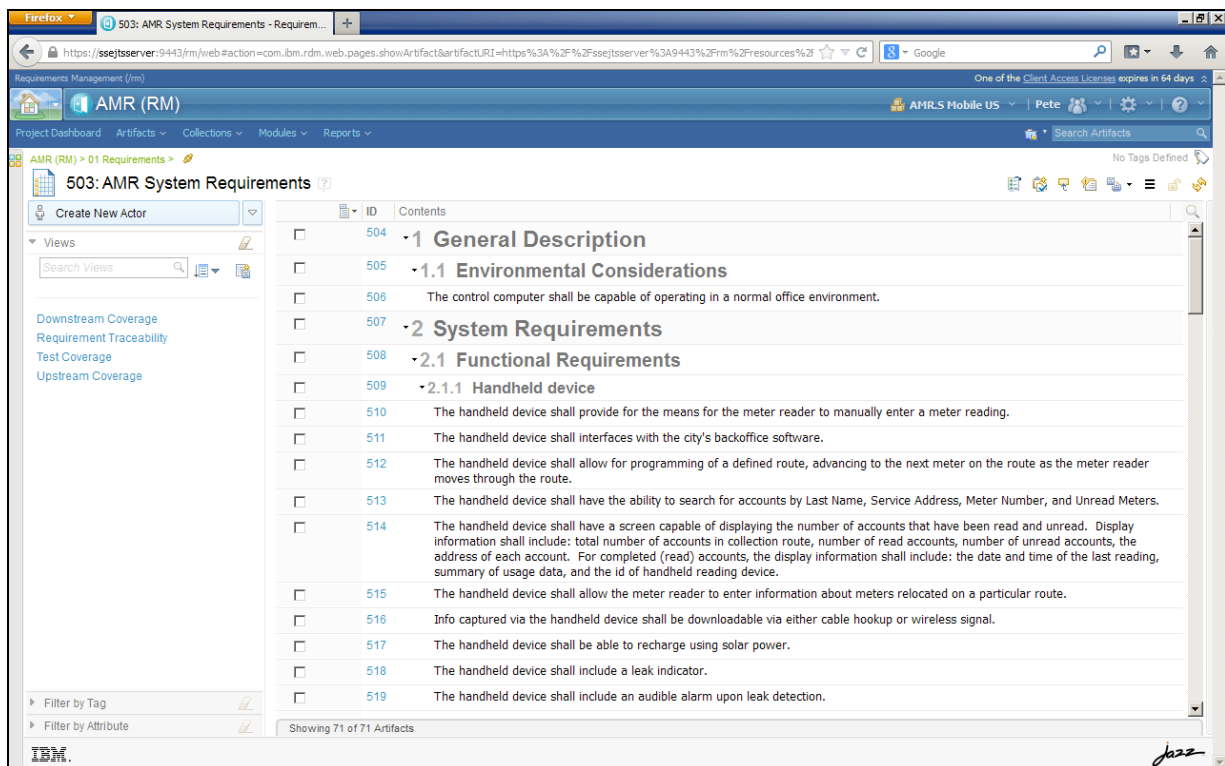 Firefox
503: AMR System Requirements - Requirem...
https://ssejtsserver:9443/rm/web#action=com.ibm.rdm.web.pages.showArtifact&artifactURI=https%3A%2F%2Fssejtsserver%3A9443%2Frm%2Fresources%2F
Google
Requirements Management (/rm)
One of the Client Access Licenses expires in 64 days
AMR (RM)
AMR.S Mobile US
Pete
Project Dashboard Artifacts Collections Modules Reports
Search Artifacts
AMR (RM) > 01 Requirements >
No Tags Defined
503: AMR System Requirements
Create New Actor
Views
Search Views
Downstream Coverage
Requirement Traceability
Test Coverage
Upstream Coverage
Filter by Tag
Filter by Attribute
ID Contents
504 1 General Description
505 1.1 Environmental Considerations
506 The control computer shall be capable of operating in a normal office environment.
507 2 System Requirements
508 2.1 Functional Requirements
509 2.1.1 Handheld device
510 The handheld device shall provide for the means for the meter reader to manually enter a meter reading.
511 The handheld device shall interfaces with the city's backoffice software.
512 The handheld device shall allow for programming of a defined route, advancing to the next meter on the route as the meter reader
moves through the route.
513 The handheld device shall have the ability to search for accounts by Last Name, Service Address, Meter Number, and Unread Meters.
514 The handheld device shall have a screen capable of displaying the number of accounts that have been read and unread. Display
information shall include: total number of accounts in collection route, number of read accounts, number of unread accounts, the
address of each account. For completed (read) accounts, the display information shall include: the date and time of the last reading,
summary of usage data, and the id of handheld reading device.
515 The handheld device shall allow the meter reader to enter information about meters relocated on a particular route.
516 Info captured via the handheld device shall be downloadable via either cable hookup or wireless signal.
517 The handheld device shall be able to recharge using solar power.
518 The handheld device shall include a leak indicator.
519 The handheld device shall include an audible alarm upon leak detection.
Showing 71 of 71 Artifacts
IBM.
jazz